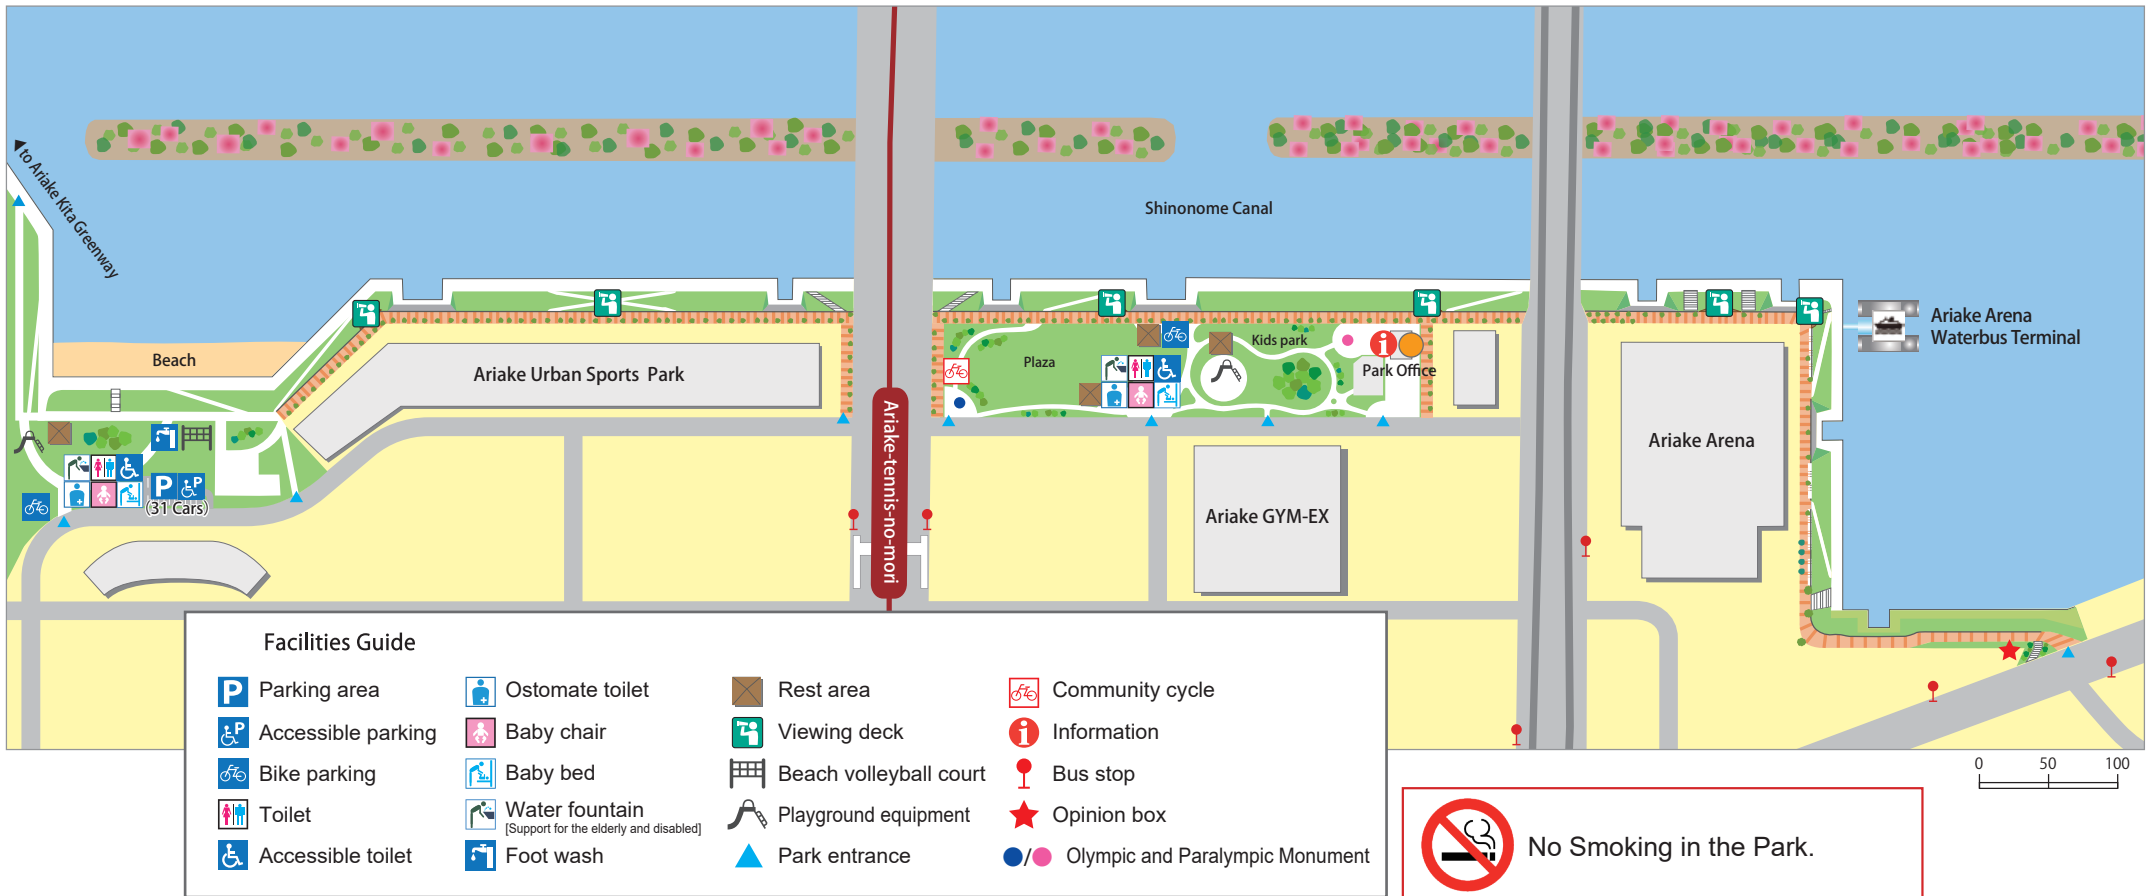 to Ariake Kita Greenway
Shinonome Canal
Ariake Arena
Waterbus Terminal
Beach
Ariake Urban Sports Park
Plaza
Kids park
i
Park Office
Ariake-tennis-no-mori
Ariake Arena
Ariake GYM-EX
P
P
(31 Cars)
Facilities Guide
P Parking area
P Accessible parking
Bike parking
Toilet
Accessible toilet
Ostomate toilet
Baby chair
Baby bed
Water fountain
[Support for the elderly and disabled]
Foot wash
Rest area
Viewing deck
Beach volleyball court
Playground equipment
Park entrance
Community cycle
i Information
Bus stop
Opinion box
/ Olympic and Paralympic Monument
0 50 100
No Smoking in the Park.